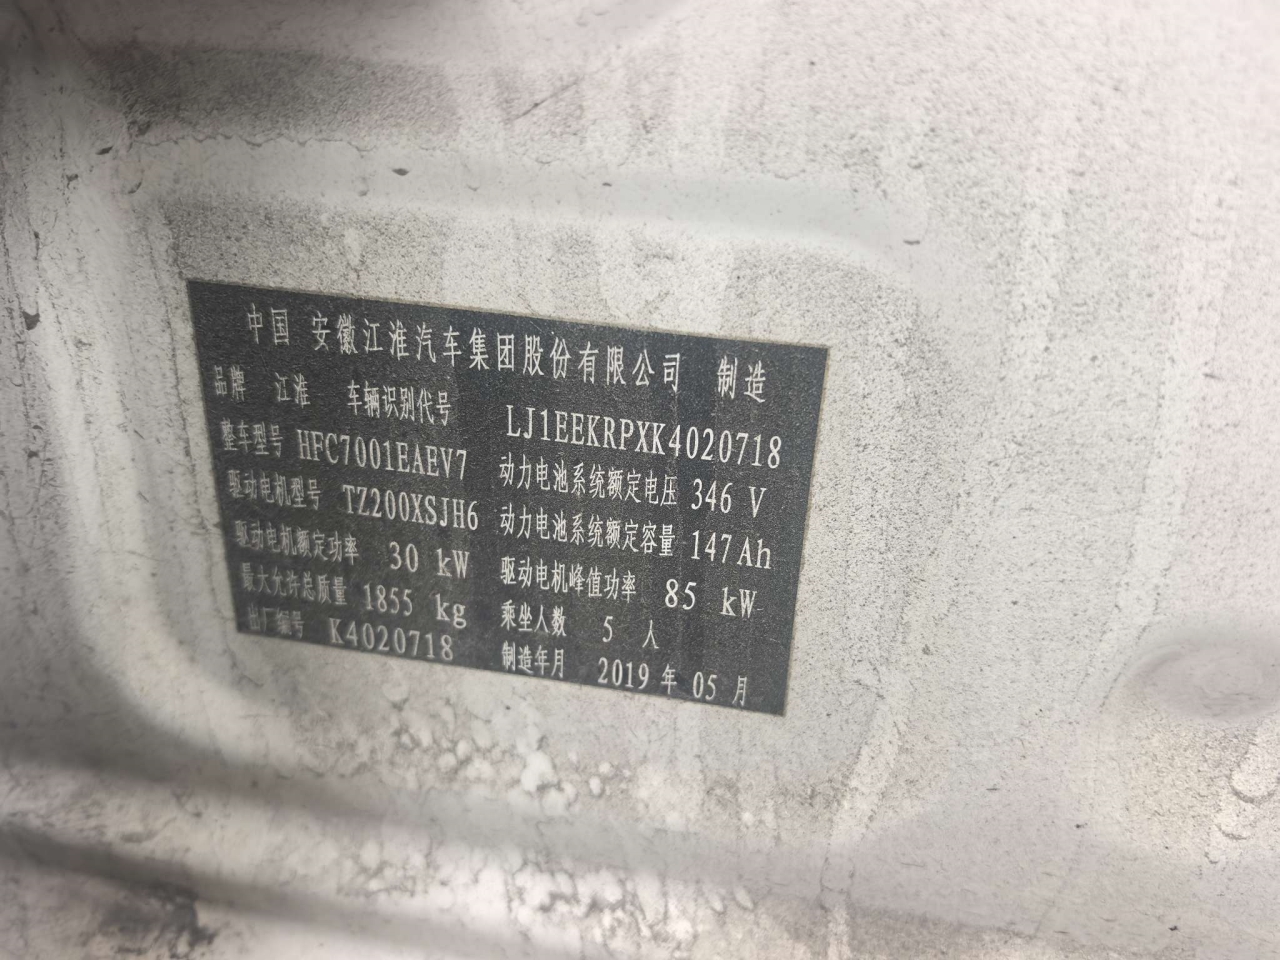 中国 安徽江淮汽车集团股份有限公司 制造
品牌 江淮 车辆识别代号 LJ1EEKRPXK4020718
整车型号 HFC7001EAEV7 动力电池系统额定电压 346 V
驱动电机型号 TZ200XSJH6 动力电池系统额定容量 147Ah
驱动电机额定功率 30 kW 驱动电机峰值功率 85 kW
最大允许总质量 1855 kg 乘坐人数 5 人
出厂编号 K4020718 制造年月 2019 年 05 月